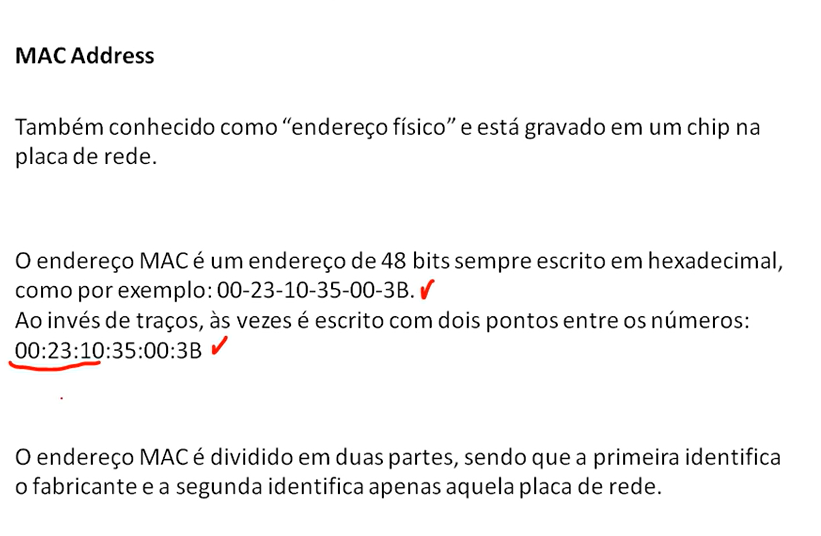 MAC Address
Também conhecido como “endereço físico” e está gravado em um chip na
placa de rede.
O endereço MAC é um endereço de 48 bits sempre escrito em hexadecimal,
como por exemplo: 00-23-10-35-00-3B.
Ao invés de traços, às vezes é escrito com dois pontos entre os números:
00:23:10:35:00:3B
O endereço MAC é dividido em duas partes, sendo que a primeira identifica
o fabricante e a segunda identifica apenas aquela placa de rede.